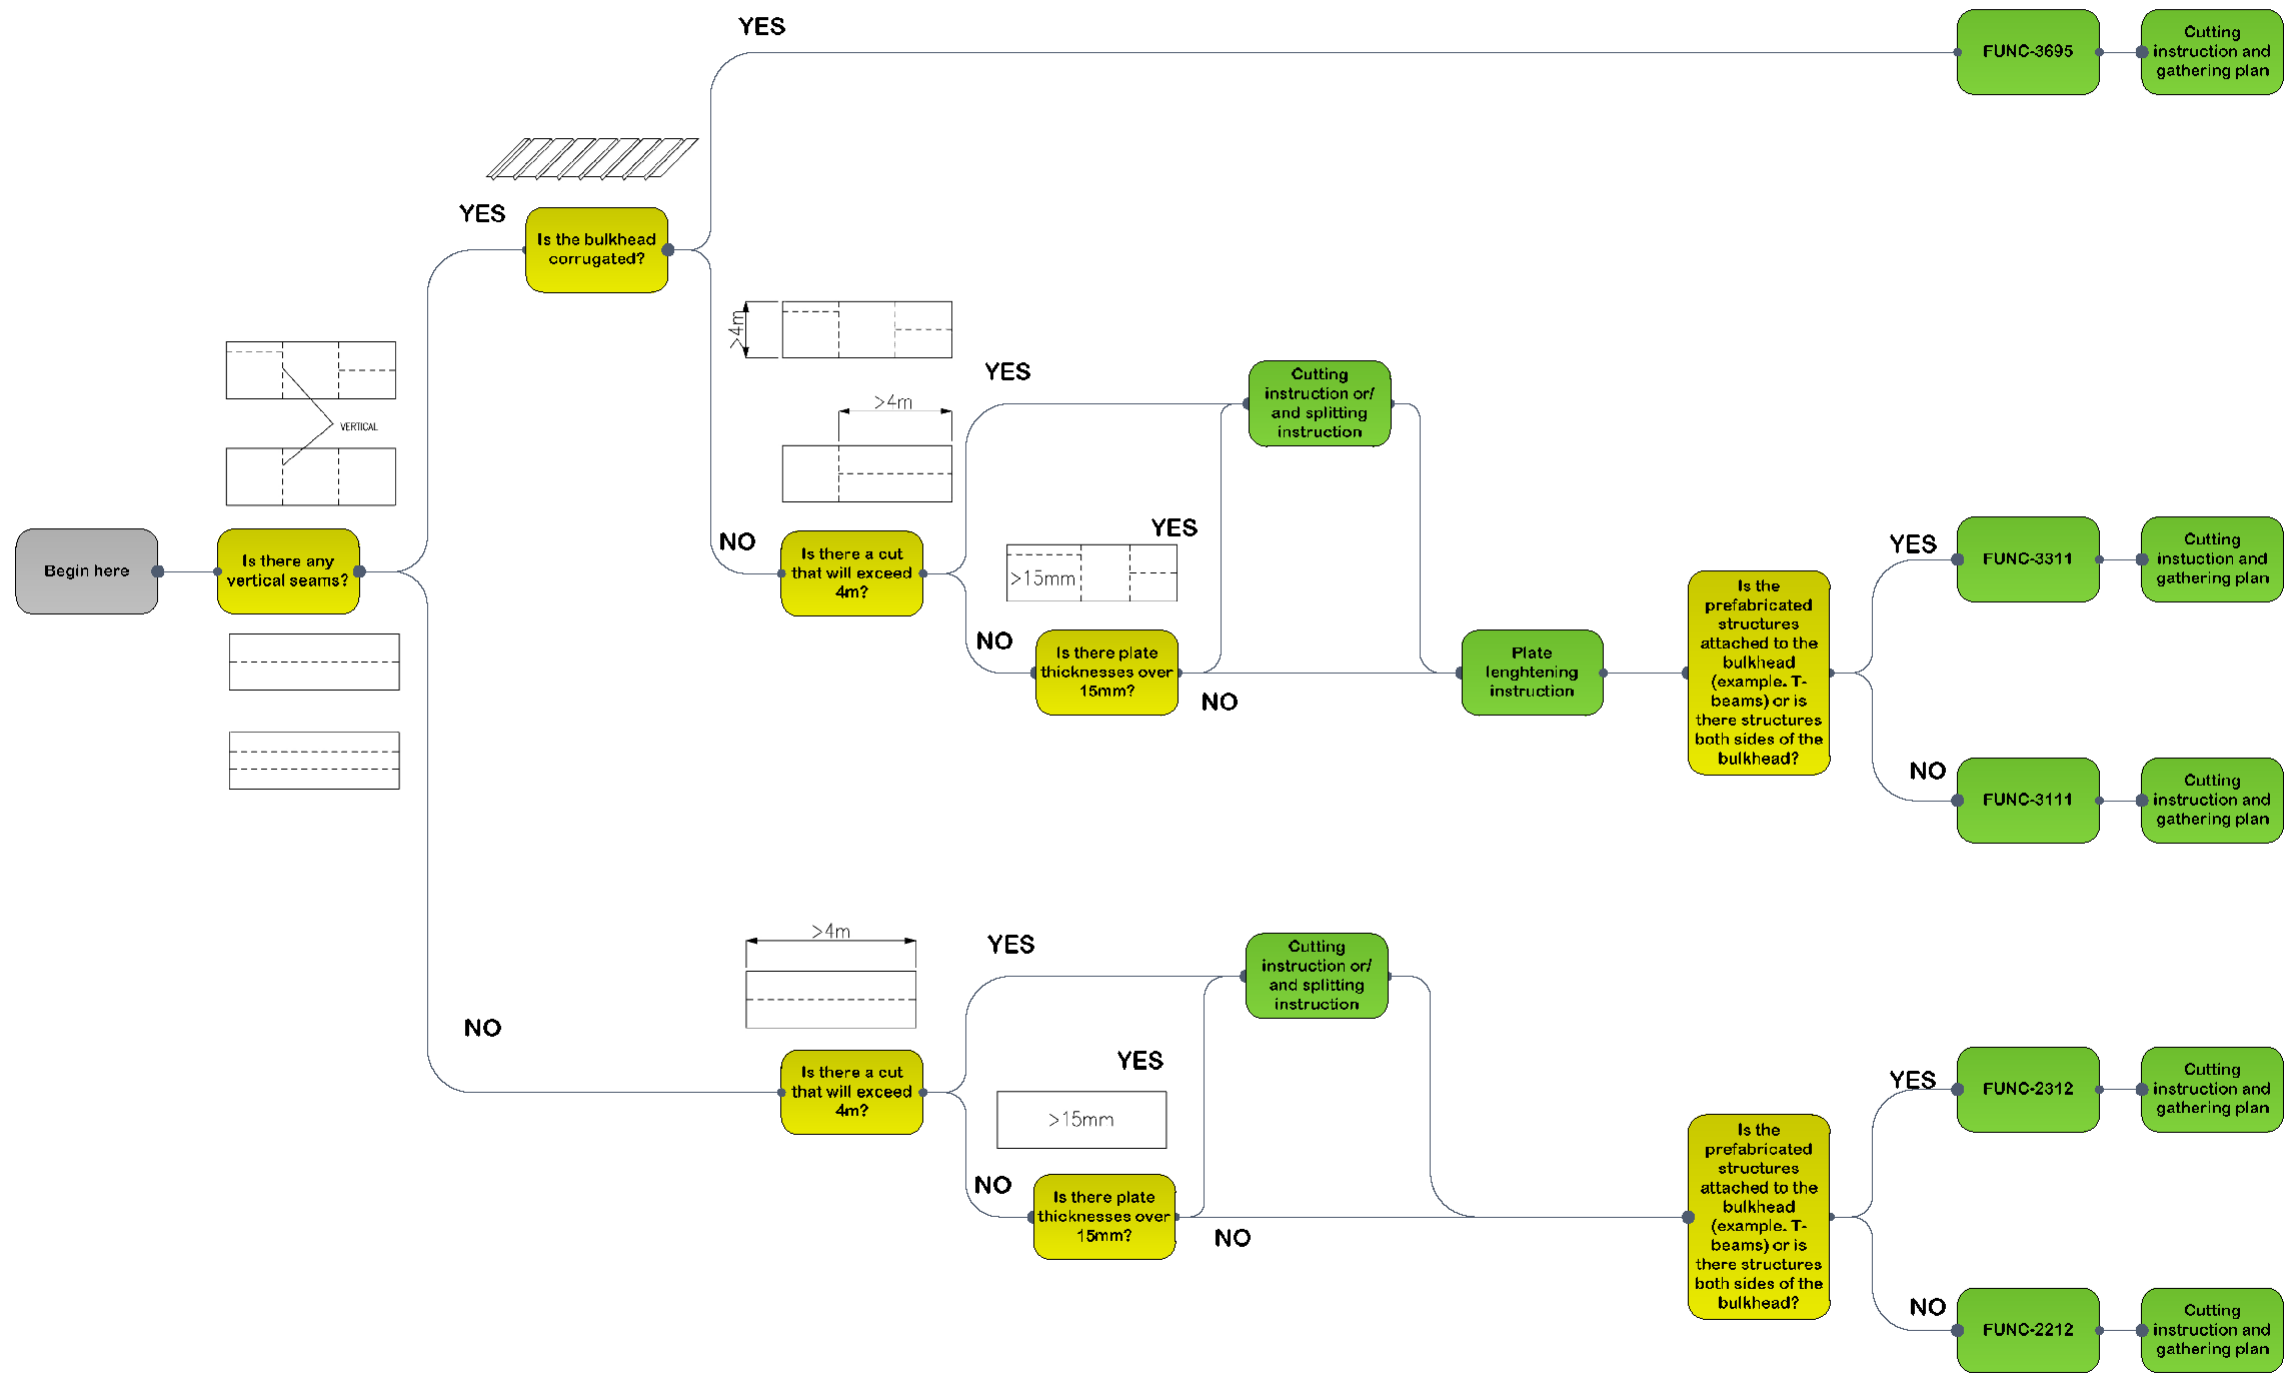 YES
FUNC-3695
Cutting
instruction and
gathering plan
YES
Is the bulkhead
corrugated?
>4m
YES
>4m
Cutting
instruction or/
and splitting
instruction
VERTICAL
Begin here
Is there any
vertical seams?
NO
Is there a cut
that will exceed
4m?
YES
>15mm
NO
Is there plate
thicknesses over
15mm?
NO
Plate
lenghtening
instruction
Is the
prefabricated
structures
attached to the
bulkhead
(example. T-
beams) or is
there structures
both sides of the
bulkhead?
YES
FUNC-3311
Cutting
instuction and
gathering plan
NO
FUNC-3111
Cutting
instruction and
gathering plan
NO
>4m
Is there a cut
that will exceed
4m?
YES
Cutting
instruction or/
and splitting
instruction
YES
>15mm
NO
Is there plate
thicknesses over
15mm?
NO
Is the
prefabricated
structures
attached to the
bulkhead
(example. T-
beams) or is
there structures
both sides of the
bulkhead?
YES
FUNC-2312
Cutting
instruction and
gathering plan
NO
FUNC-2212
Cutting
instruction and
gathering plan